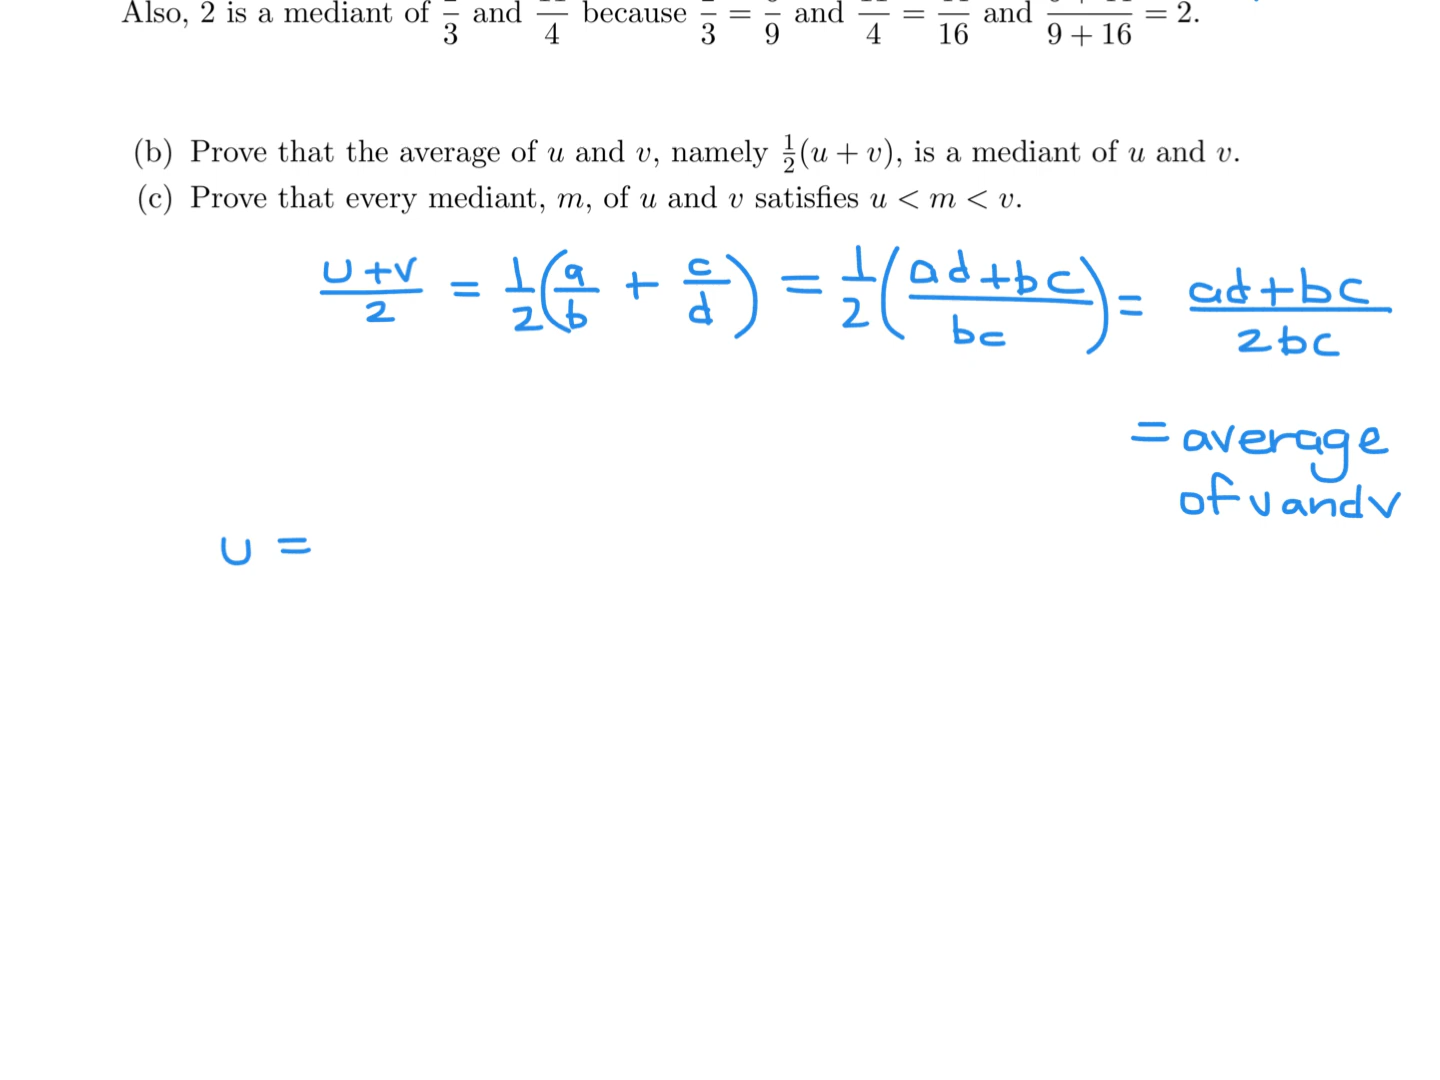 Also, 2 is a mediant of /3 and /4 because /3 = /9 and /4 = /16 and /9 + 16 = 2.
(b) Prove that the average of u and v, namely ½(u + v), is a mediant of u and v.
(c) Prove that every mediant, m, of u and v satisfies u < m < v.
(u+v)/2 = 1/2(a/b + c/d) = 1/2((ad+bc)/bc) = (ad+bc)/2bc
= average
of u and v
u =